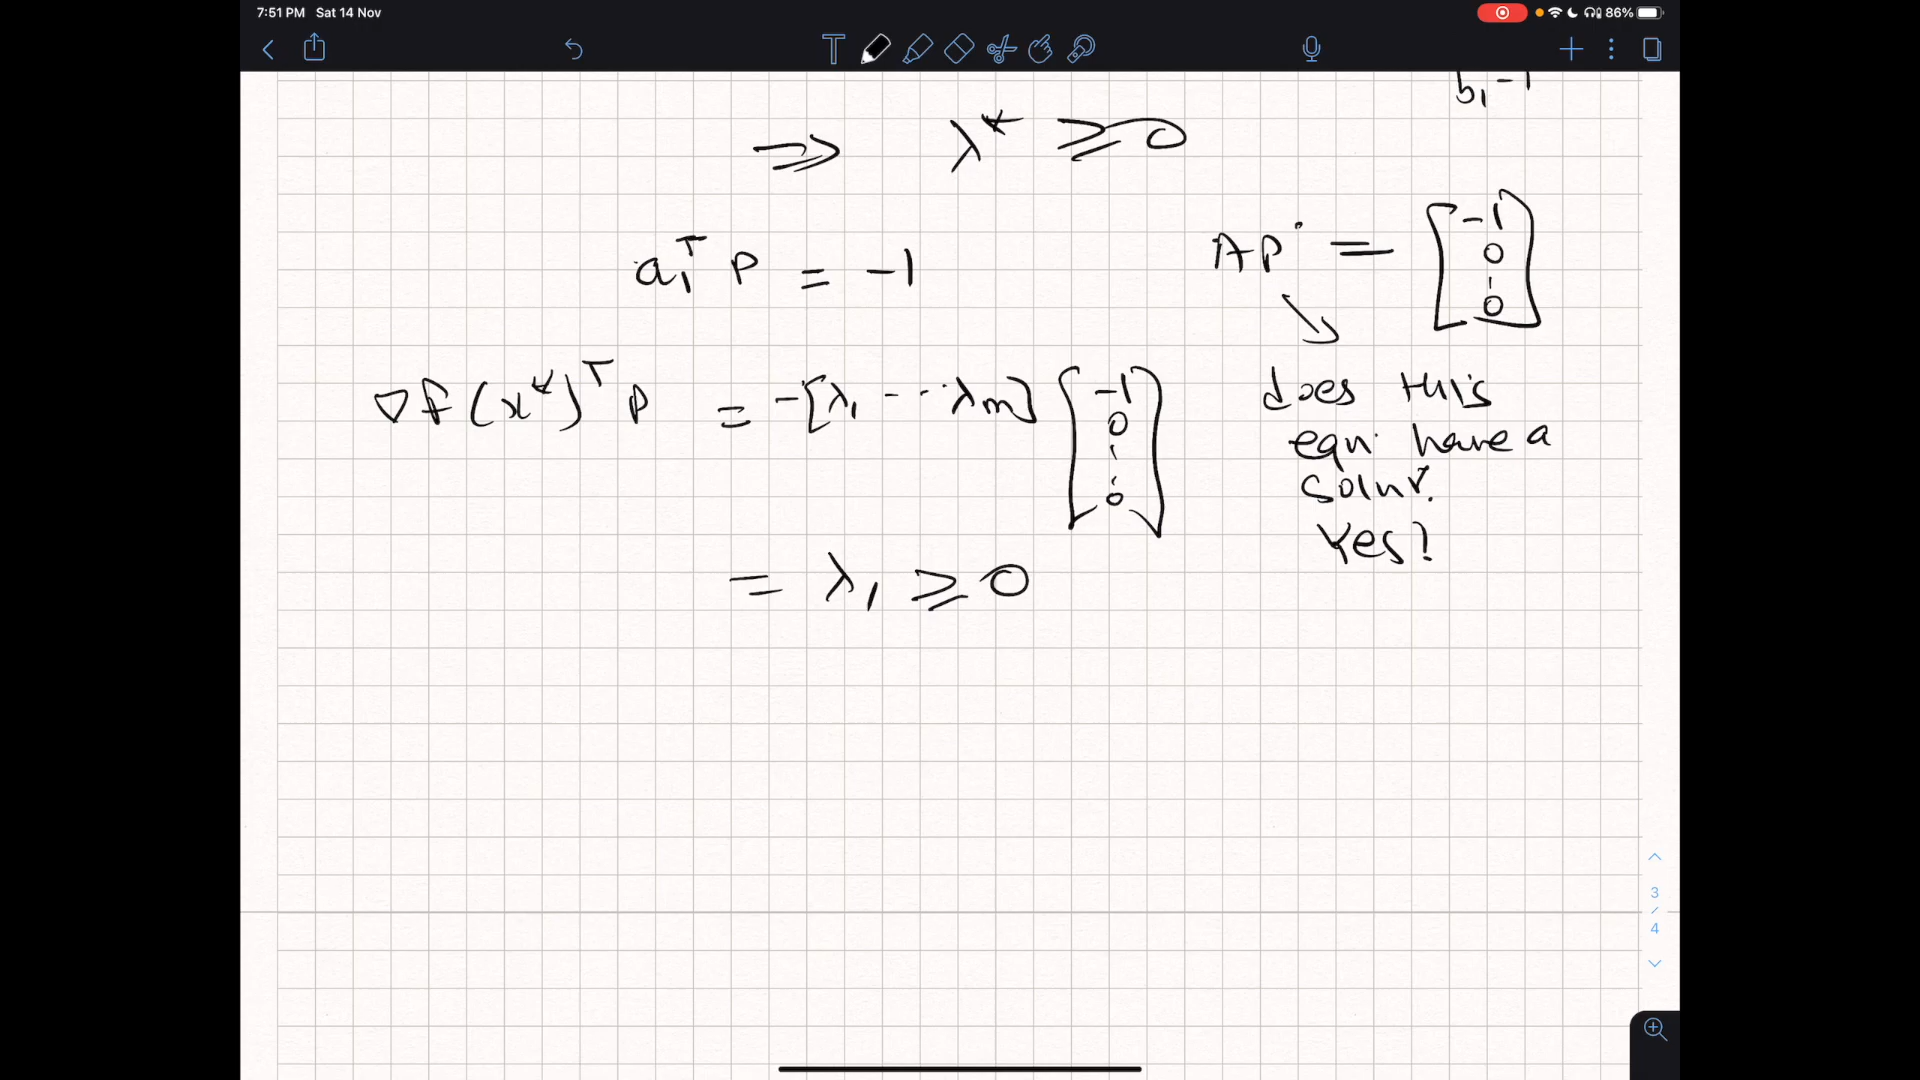 7:51 PM Sat 14 Nov
86%
T
b₁ -1
⇒ λ* ≥ 0
a₁ᵀ p = -1
AP = [-1 0 ⋮ 0]
∇f(x*)ᵀ p = -[λ₁ - - ·· λm] [-1 0 ⋮ 0]
does this
eqn. have a
soln?
Yes!
= λ₁ ≥ 0
3
/
4